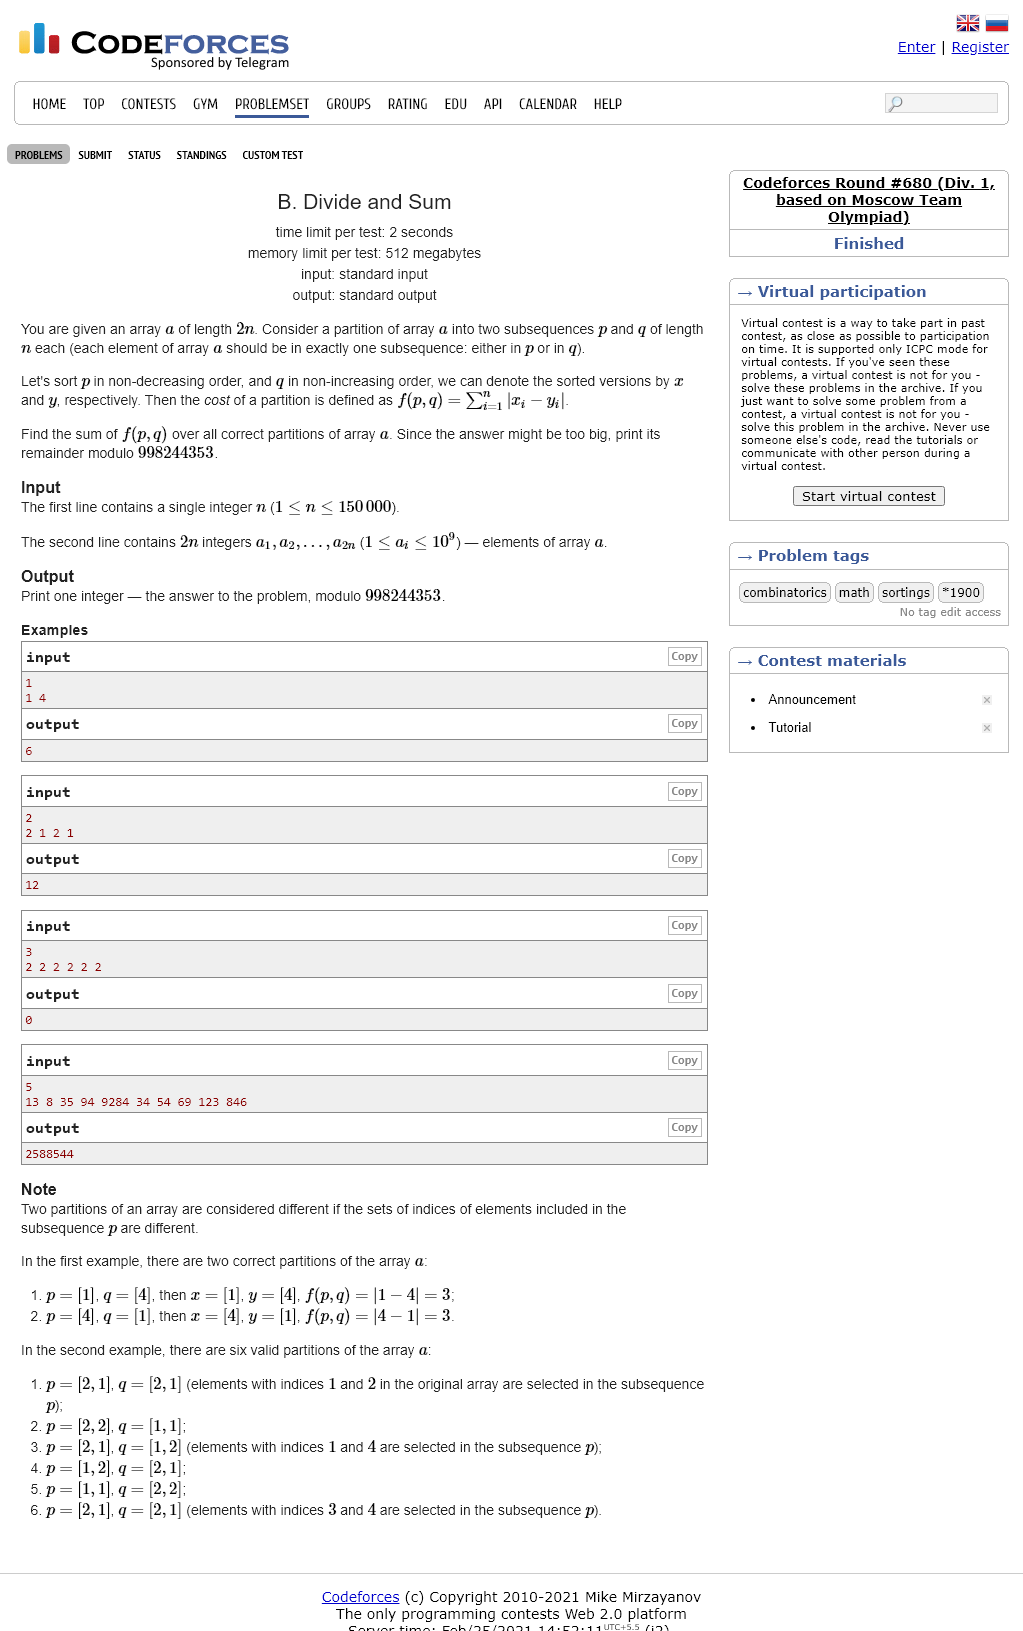 CODEFORCES
Sponsored by Telegram
Enter | Register
HOME TOP CONTESTS GYM PROBLEMSET GROUPS RATING EDU API CALENDAR HELP
PROBLEMS SUBMIT STATUS STANDINGS CUSTOM TEST
B. Divide and Sum
time limit per test: 2 seconds
memory limit per test: 512 megabytes
input: standard input
output: standard output
You are given an array a of length 2n. Consider a partition of array a into two subsequences p and q of length
n each (each element of array a should be in exactly one subsequence: either in p or in q).
Let's sort p in non-decreasing order, and q in non-increasing order, we can denote the sorted versions by x
and y, respectively. Then the cost of a partition is defined as f(p, q) = ∑ⁿᵢ₌₁ |xᵢ − yᵢ|.
Find the sum of f(p, q) over all correct partitions of array a. Since the answer might be too big, print its
remainder modulo 998244353.
Input
The first line contains a single integer n (1 ≤ n ≤ 150 000).
The second line contains 2n integers a₁, a₂, …, a₂ₙ (1 ≤ aᵢ ≤ 10⁹) — elements of array a.
Output
Print one integer — the answer to the problem, modulo 998244353.
Examples
input Copy
1
1 4
output Copy
6
input Copy
2
2 1 2 1
output Copy
12
input Copy
3
2 2 2 2 2 2
output Copy
0
input Copy
5
13 8 35 94 9284 34 54 69 123 846
output Copy
2588544
Note
Two partitions of an array are considered different if the sets of indices of elements included in the
subsequence p are different.
In the first example, there are two correct partitions of the array a:
1. p = [1], q = [4], then x = [1], y = [4], f(p, q) = |1 − 4| = 3;
2. p = [4], q = [1], then x = [4], y = [1], f(p, q) = |4 − 1| = 3.
In the second example, there are six valid partitions of the array a:
1. p = [2, 1], q = [2, 1] (elements with indices 1 and 2 in the original array are selected in the subsequence
p);
2. p = [2, 2], q = [1, 1];
3. p = [2, 1], q = [1, 2] (elements with indices 1 and 4 are selected in the subsequence p);
4. p = [1, 2], q = [2, 1];
5. p = [1, 1], q = [2, 2];
6. p = [2, 1], q = [2, 1] (elements with indices 3 and 4 are selected in the subsequence p).
Codeforces Round #680 (Div. 1,
based on Moscow Team
Olympiad)
Finished
→ Virtual participation
Virtual contest is a way to take part in past
contest, as close as possible to participation
on time. It is supported only ICPC mode for
virtual contests. If you've seen these
problems, a virtual contest is not for you -
solve these problems in the archive. If you
just want to solve some problem from a
contest, a virtual contest is not for you -
solve this problem in the archive. Never use
someone else's code, read the tutorials or
communicate with other person during a
virtual contest.
Start virtual contest
→ Problem tags
combinatorics math sortings *1900
No tag edit access
→ Contest materials
• Announcement
• Tutorial
Codeforces (c) Copyright 2010-2021 Mike Mirzayanov
The only programming contests Web 2.0 platform
Server time: Feb/25/2021 14:52:11 UTC+5.5 (i2)